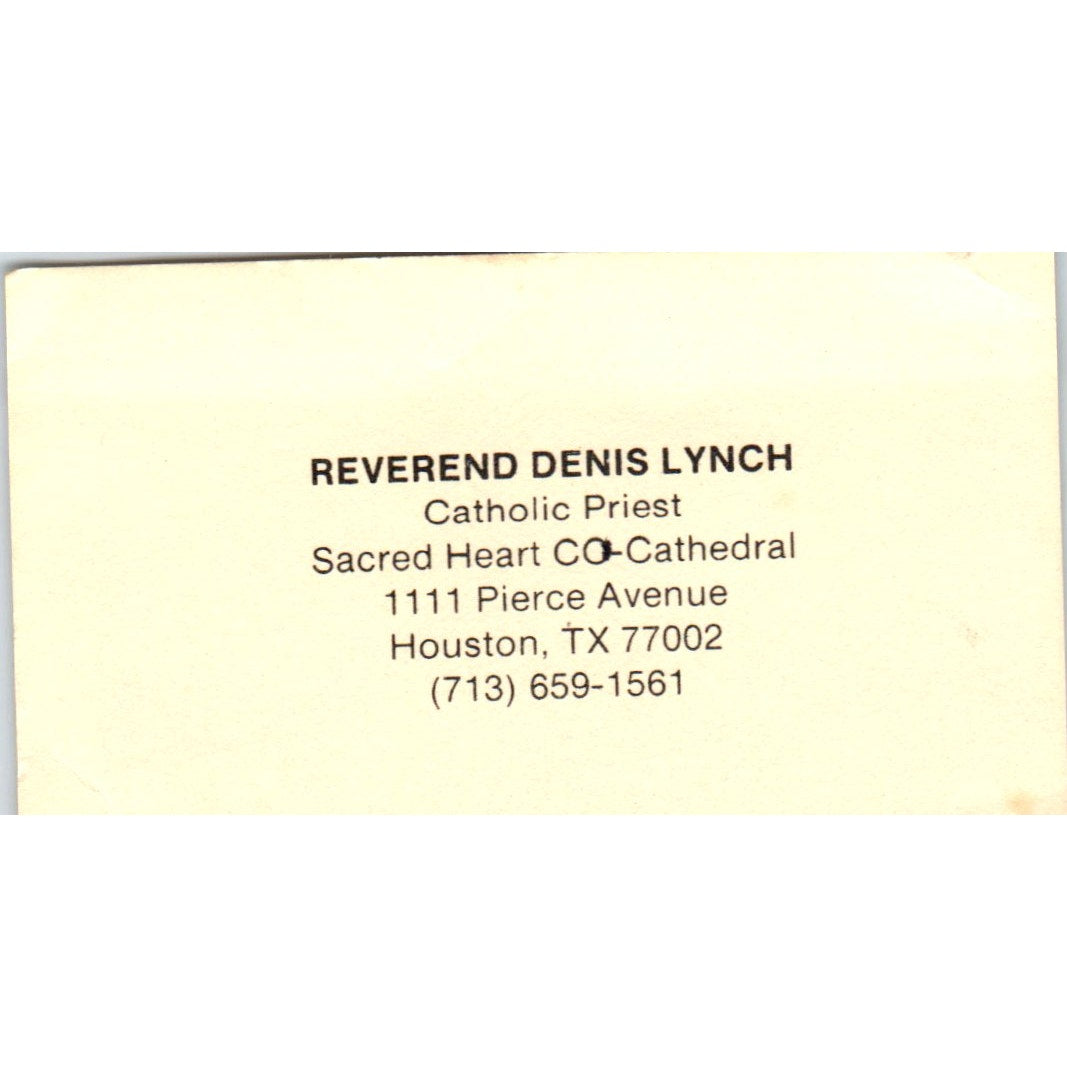 REVEREND DENIS LYNCH
Catholic Priest
Sacred Heart CO-Cathedral
1111 Pierce Avenue
Houston, TX 77002
(713) 659-1561